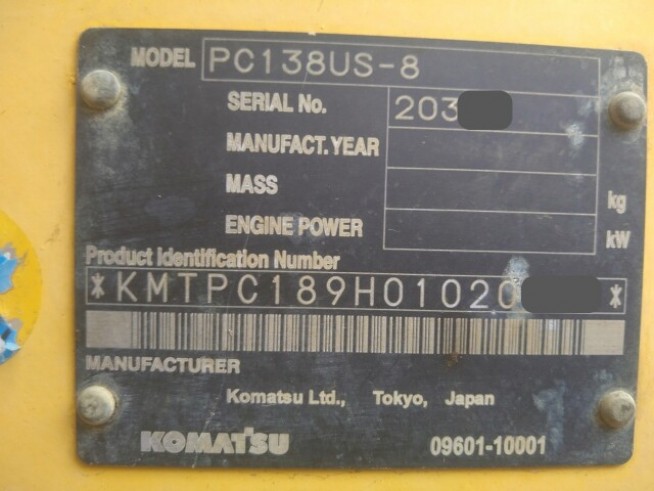 MODEL PC138US-8
SERIAL No. 203
MANUFACT. YEAR
MASS kg
ENGINE POWER kW
Product Identification Number
*KMTPC189H01020 *
MANUFACTURER
Komatsu Ltd., Tokyo, Japan
KOMATSU 09601-10001